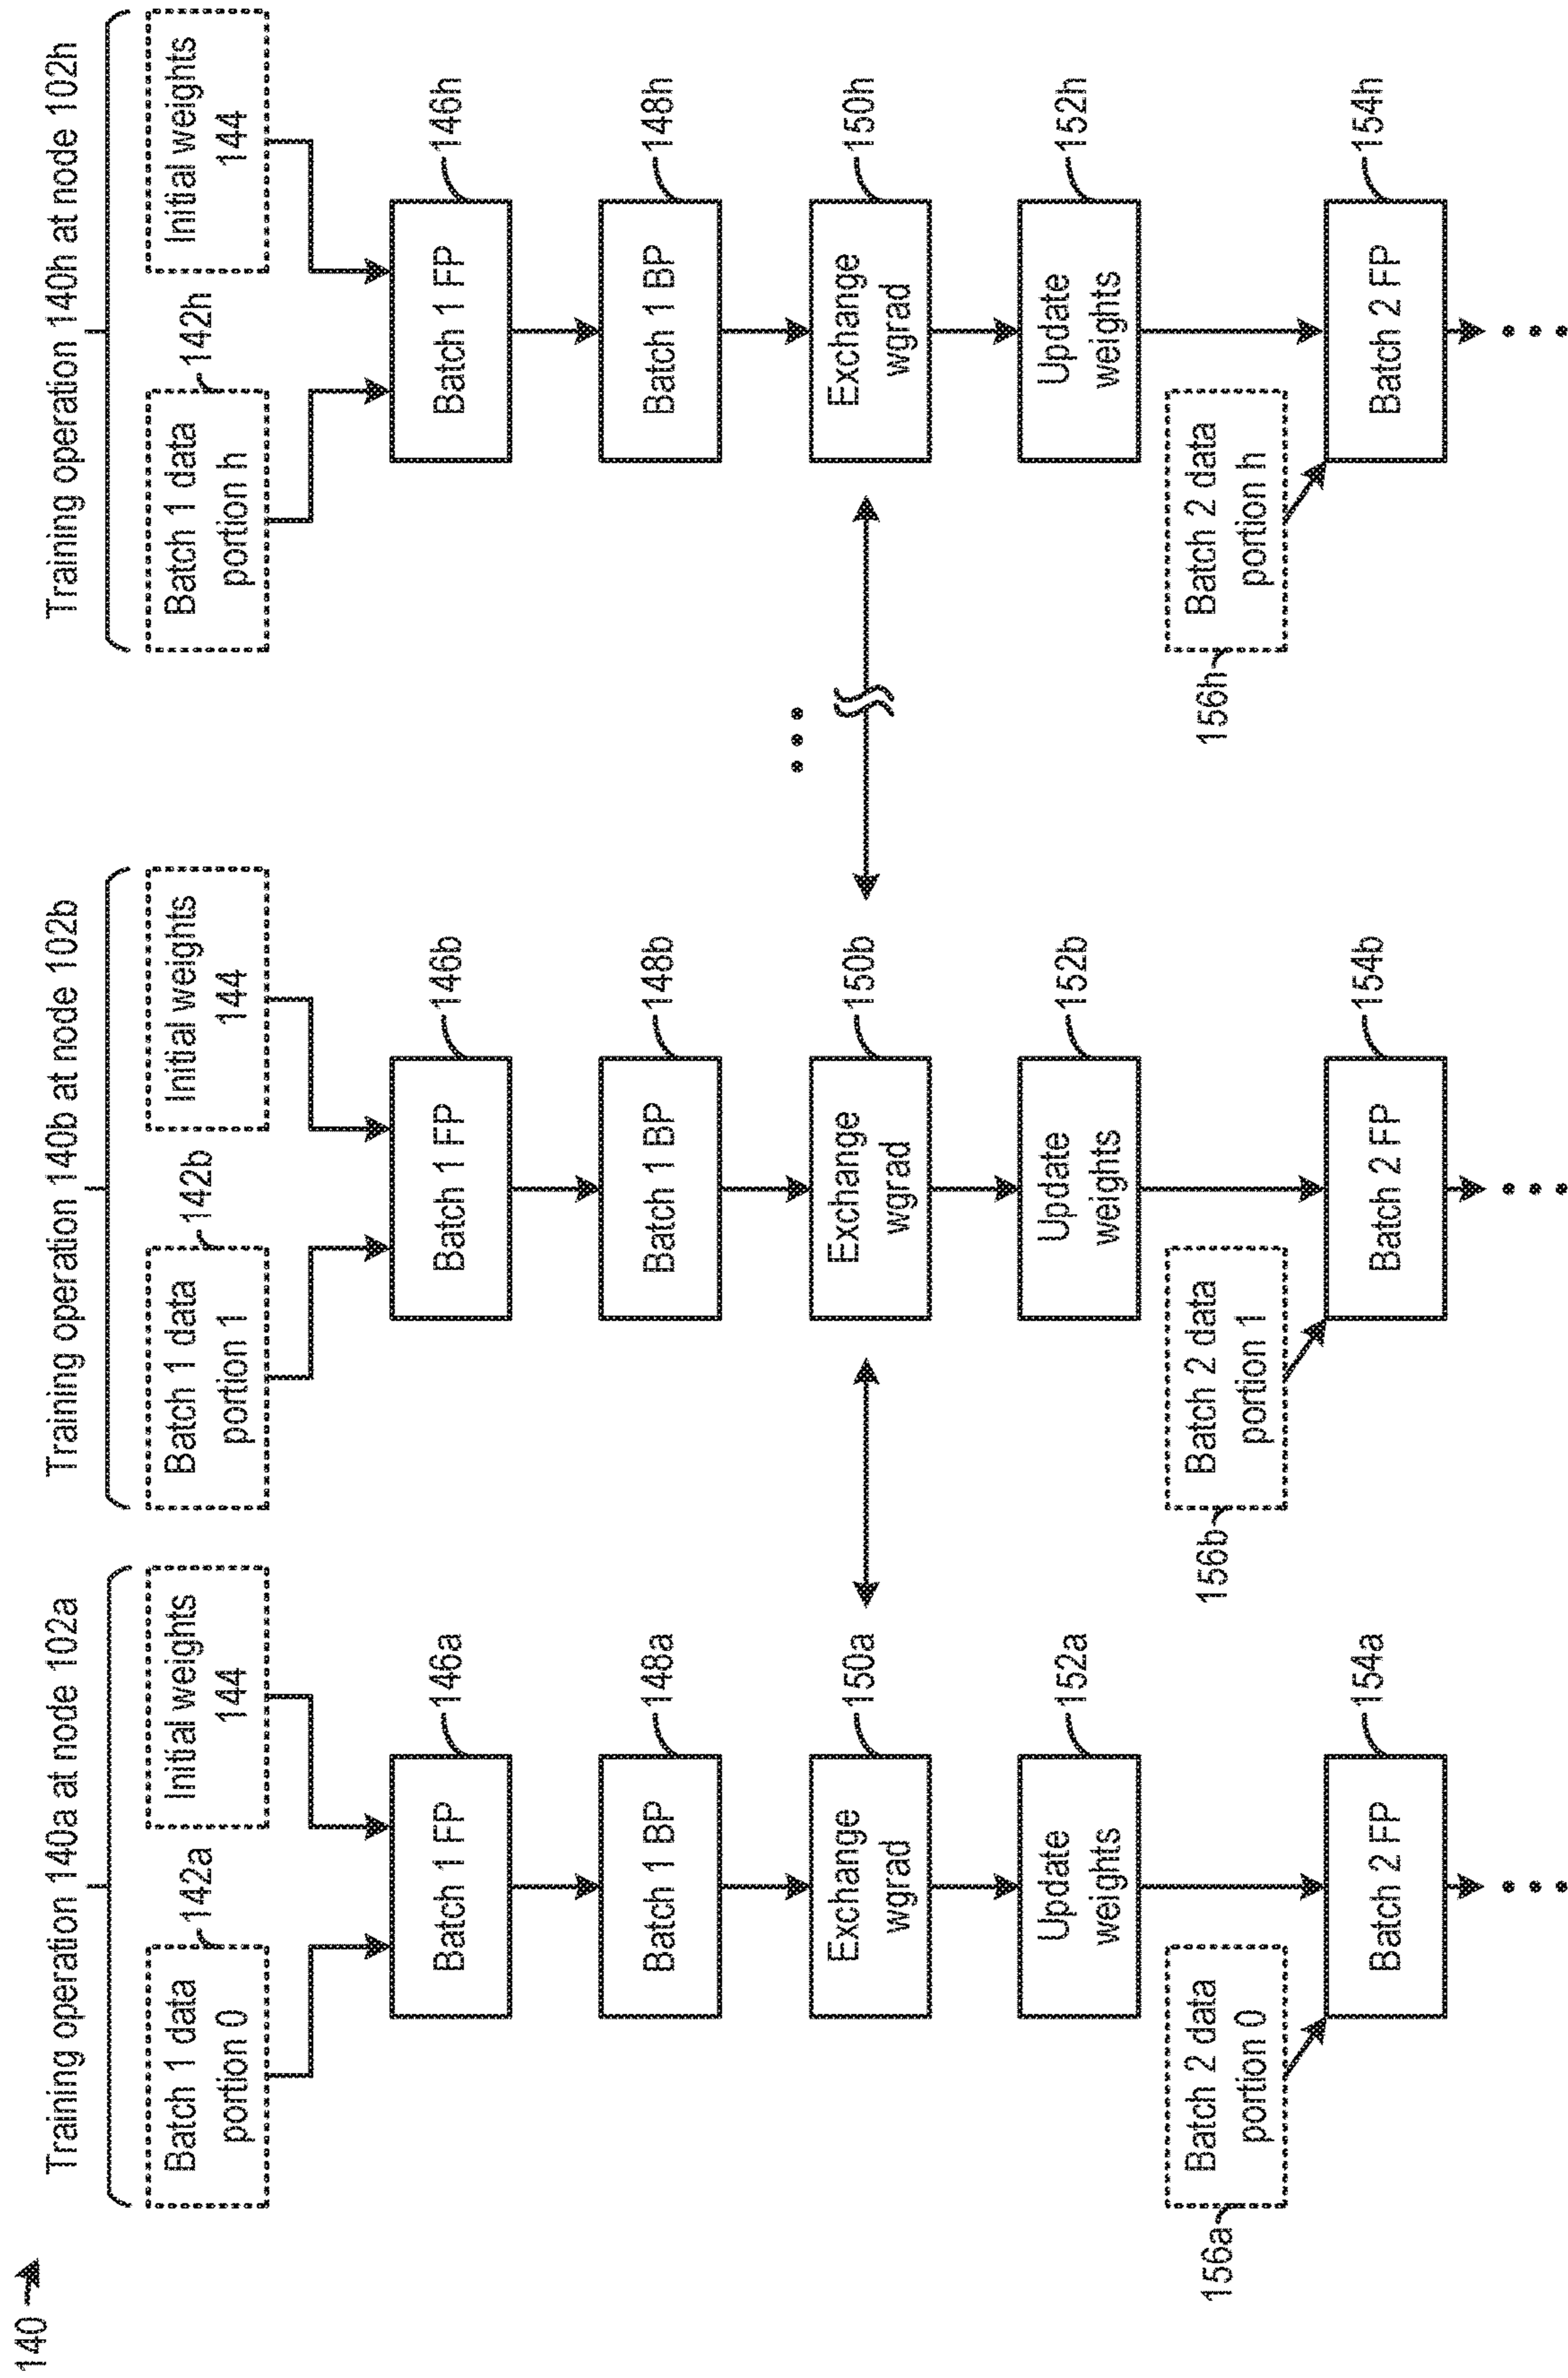 140
Training operation 140a at node 102a
Batch 1 data
portion 0
142a
Initial weights
144
Batch 1 FP
146a
Batch 1 BP
148a
Exchange
wgrad
150a
Update
weights
152a
156a
Batch 2 data
portion 0
Batch 2 FP
154a
Training operation 140b at node 102b
Batch 1 data
portion 1
142b
Initial weights
144
Batch 1 FP
146b
Batch 1 BP
148b
Exchange
wgrad
150b
Update
weights
152b
156b
Batch 2 data
portion 1
Batch 2 FP
154b
Training operation 140h at node 102h
Batch 1 data
portion h
142h
Initial weights
144
Batch 1 FP
146h
Batch 1 BP
148h
Exchange
wgrad
150h
Update
weights
152h
156h
Batch 2 data
portion h
Batch 2 FP
154h